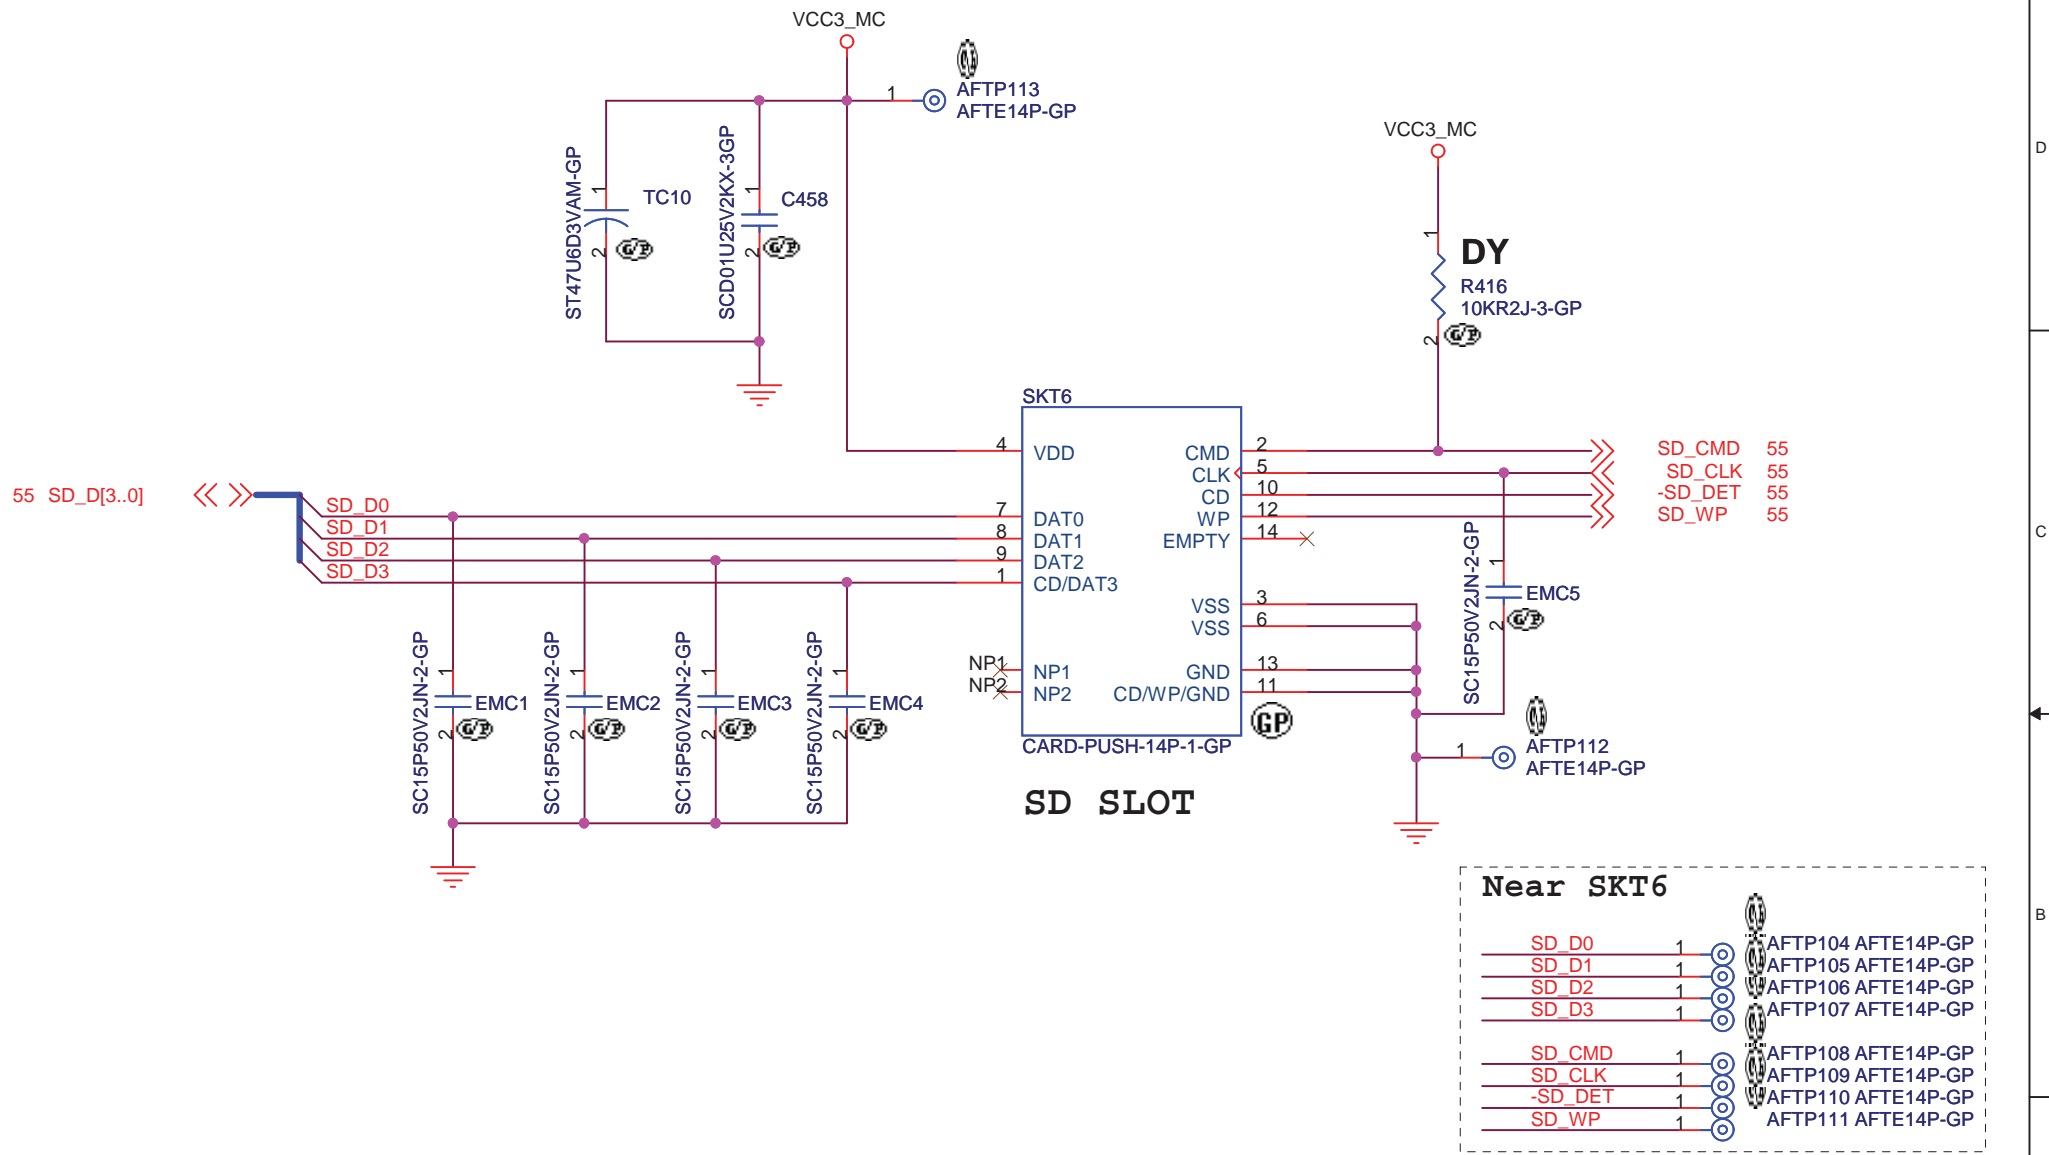 VCC3_MC
1
AFTP113
AFTE14P-GP
VCC3_MC
D
ST47U6D3VAM-GP
1
TC10
2
G/P
SCD01U25V2KX-3GP
1
C458
2
G/P
1
DY
R416
10KR2J-3-GP
2
G/P
SKT6
4 VDD
CMD 2
SD_CMD 55
CLK 5
SD_CLK 55
55 SD_D[3..0]
CD 10
-SD_DET 55
SD_D0
7 DAT0
WP 12
SD_WP 55
SD_D1
8 DAT1
EMPTY 14
C
SD_D2
9 DAT2
SD_D3
1 CD/DAT3
VSS 3
VSS 6
SC15P50V2JN-2-GP
1
EMC5
2
G/P
NP1 NP1
GND 13
NP2 NP2
CD/WP/GND 11
SC15P50V2JN-2-GP
1
EMC1
2
G/P
SC15P50V2JN-2-GP
1
EMC2
2
G/P
SC15P50V2JN-2-GP
1
EMC3
2
G/P
SC15P50V2JN-2-GP
1
EMC4
2
G/P
GP
CARD-PUSH-14P-1-GP
1
AFTP112
AFTE14P-GP
SD SLOT
Near SKT6
B
SD_D0 1 AFTP104 AFTE14P-GP
SD_D1 1 AFTP105 AFTE14P-GP
SD_D2 1 AFTP106 AFTE14P-GP
SD_D3 1 AFTP107 AFTE14P-GP
SD_CMD 1 AFTP108 AFTE14P-GP
SD_CLK 1 AFTP109 AFTE14P-GP
-SD_DET 1 AFTP110 AFTE14P-GP
SD_WP 1 AFTP111 AFTE14P-GP